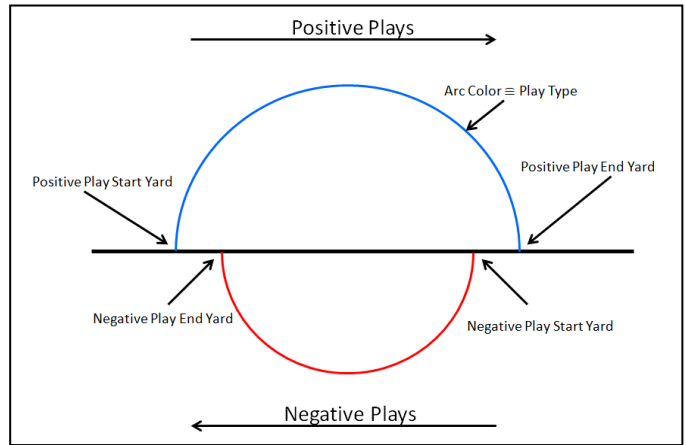 Positive Plays
Arc Color ≡ Play Type
Positive Play End Yard
Positive Play Start Yard
Negative Play End Yard
Negative Play Start Yard
Negative Plays